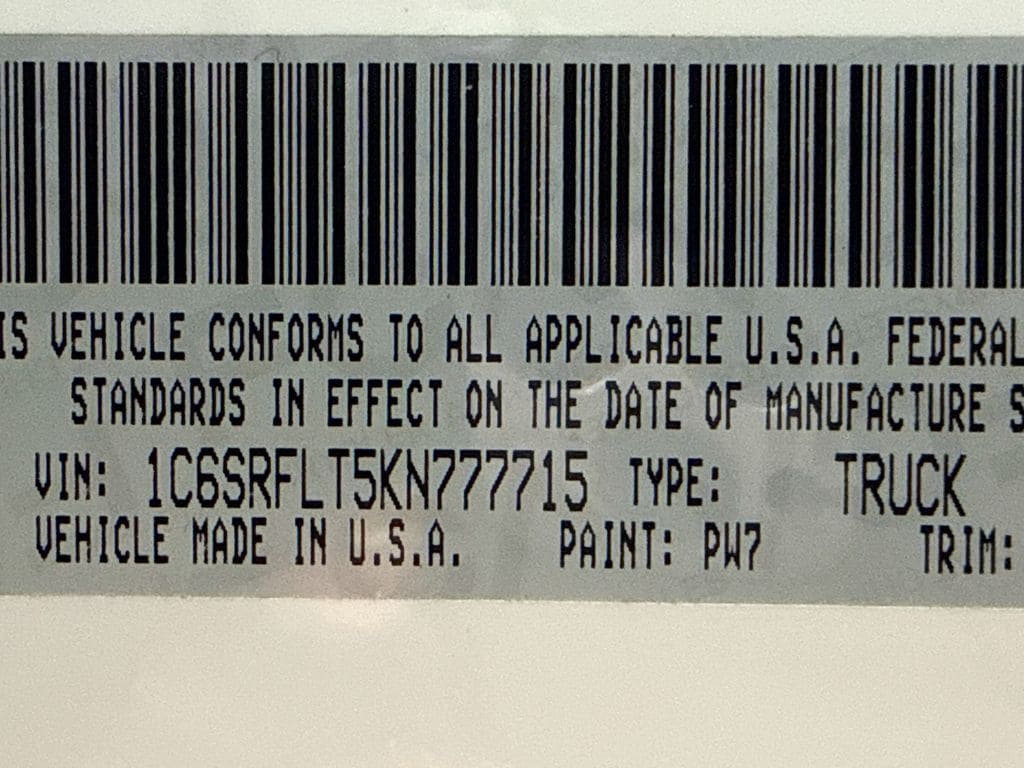 IS VEHICLE CONFORMS TO ALL APPLICABLE U.S.A. FEDERAL
STANDARDS IN EFFECT ON THE DATE OF MANUFACTURE S
VIN: 1C6SRFLT5KN777715 TYPE: TRUCK
VEHICLE MADE IN U.S.A. PAINT: PW7 TRIM: